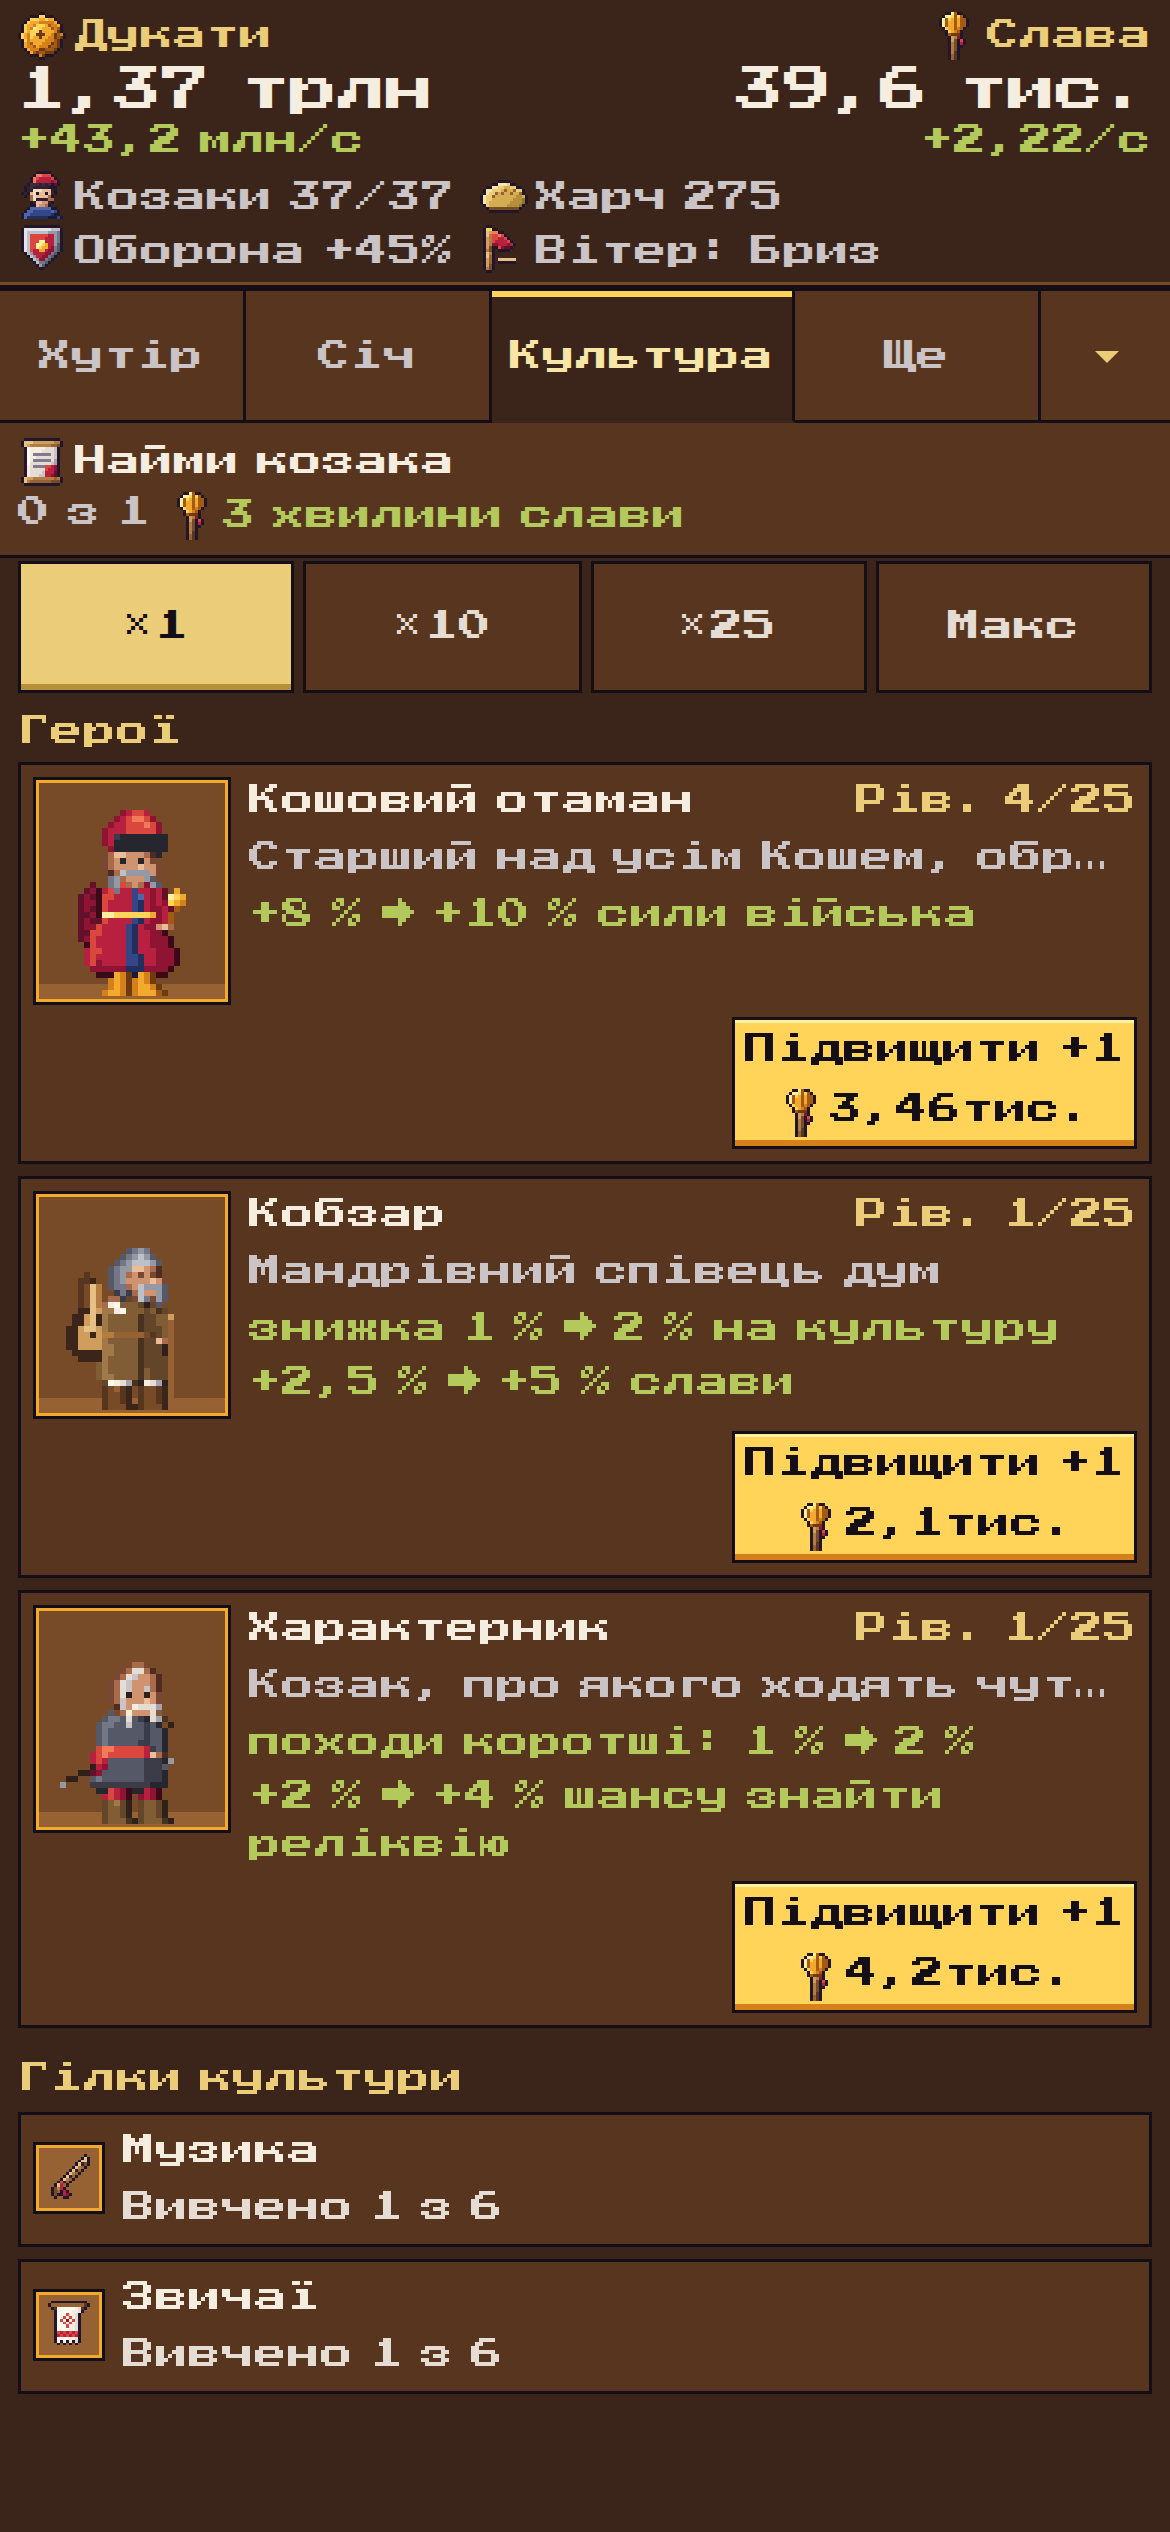 Дукати
Слава
1,37 трлн
39,6 тис.
+43,2 млн/с
+2,22/с
Козаки 37/37
Харч 275
Оборона +45%
Вітер: Бриз
Хутір
Січ
Культура
Ще
Найми козака
0 з 1
3 хвилини слави
×1
×10
×25
Макс
Герої
Кошовий отаман
Рів. 4/25
Старший над усім Кошем, обр...
+8 % ➡ +10 % сили війська
Підвищити +1
3,46тис.
Кобзар
Рів. 1/25
Мандрівний співець дум
знижка 1 % ➡ 2 % на культуру
+2,5 % ➡ +5 % слави
Підвищити +1
2,1тис.
Характерник
Рів. 1/25
Козак, про якого ходять чут...
походи коротші: 1 % ➡ 2 %
+2 % ➡ +4 % шансу знайти
реліквію
Підвищити +1
4,2тис.
Гілки культури
Музика
Вивчено 1 з 6
Звичаї
Вивчено 1 з 6